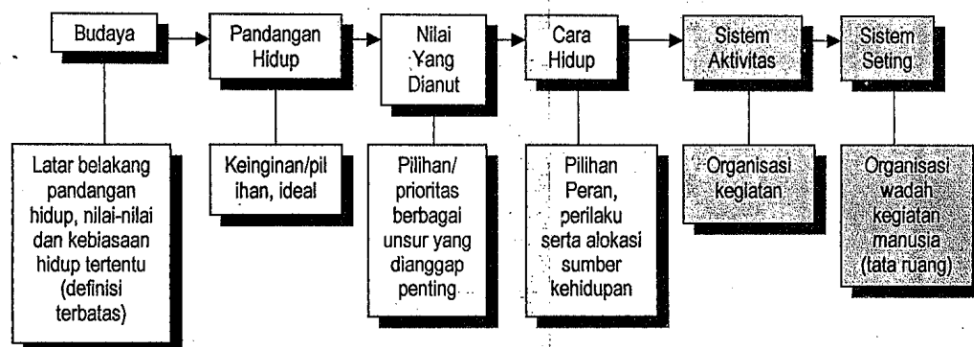 Budaya
Pandangan
Hidup
Nilai
Yang
Dianut
Cara
Hidup
Sistem
Aktivitas
Sistem
Seting
Latar belakang
pandangan
hidup, nilai-nilai
dan kebiasaan
hidup tertentu
(definisi
terbatas)
Keinginan/pil
ihan, ideal
Pilihan/
prioritas
berbagai
unsur yang
dianggap
penting
Pilihan
Peran,
perilaku
serta alokasi
sumber
kehidupan
Organisasi
kegiatan
Organisasi
wadah
kegiatan
manusia
(tata ruang)